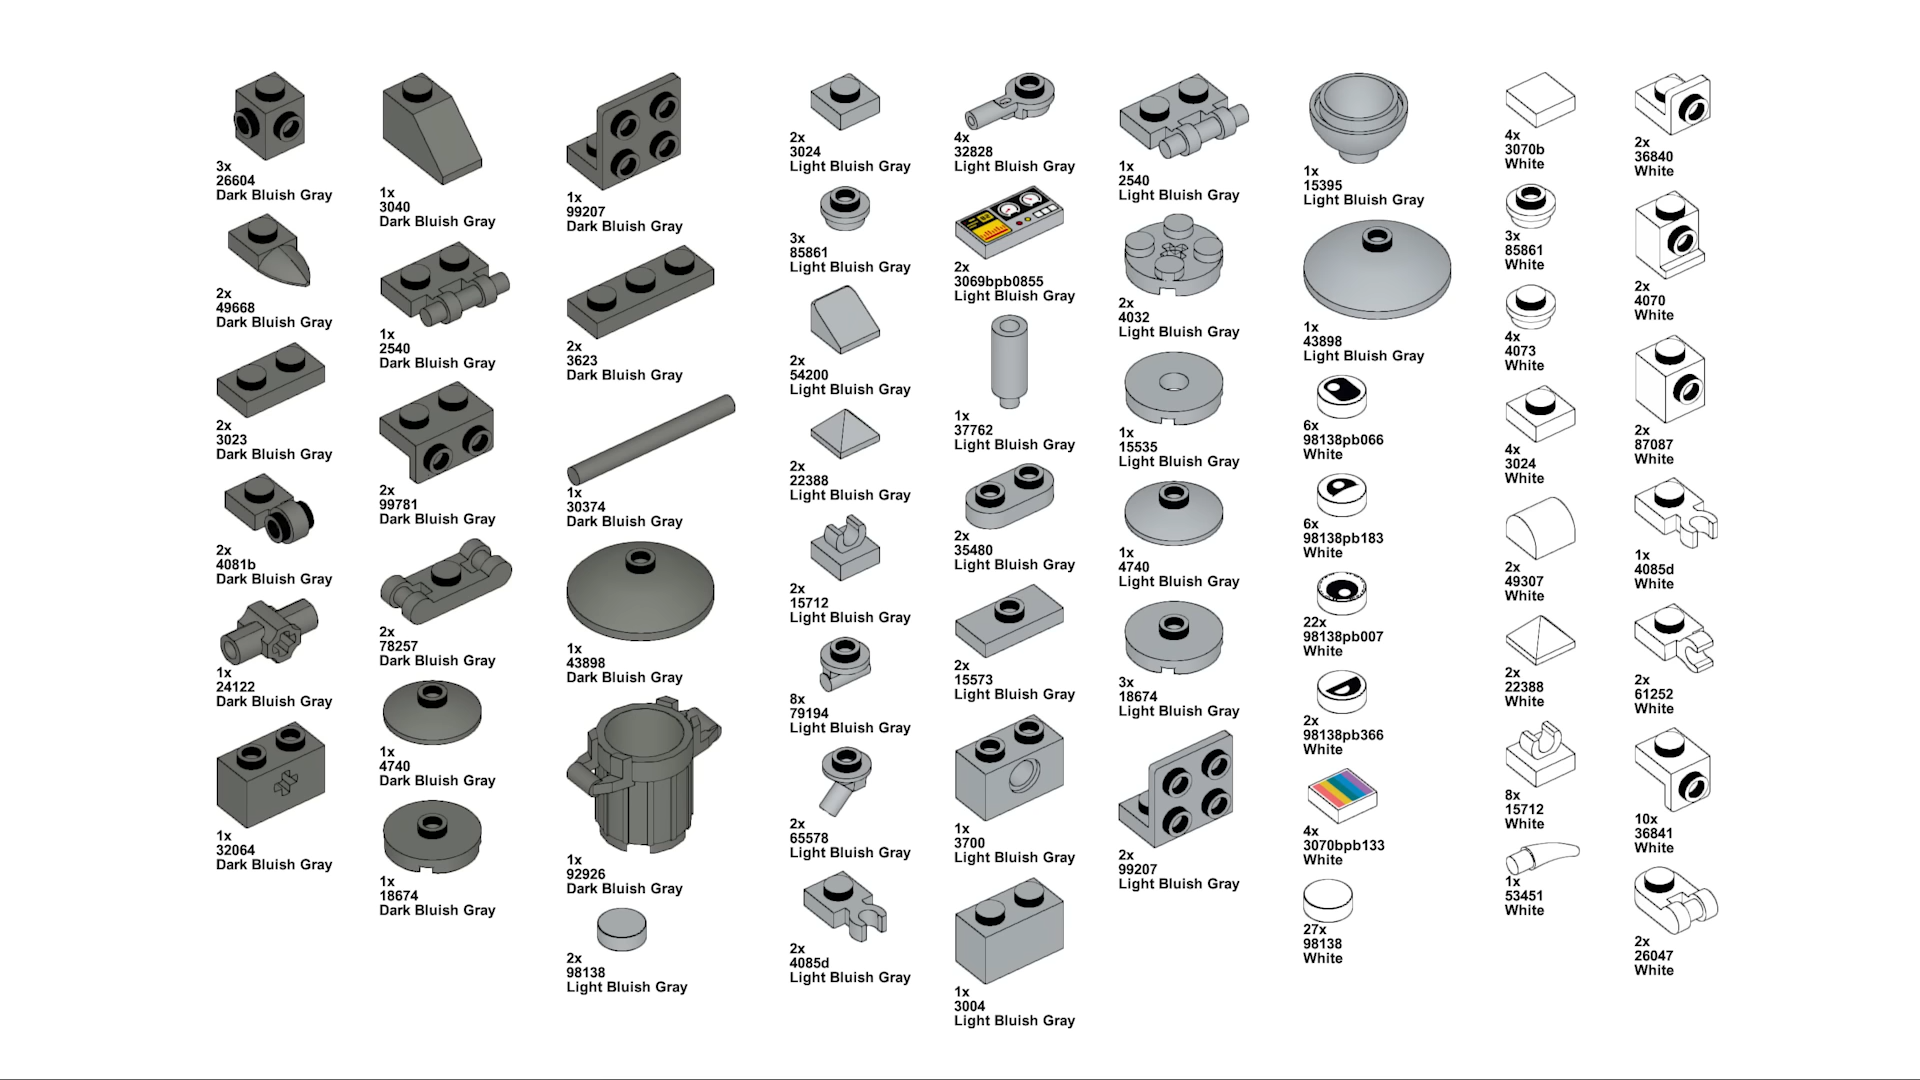 3x
26604
Dark Bluish Gray
2x
49668
Dark Bluish Gray
2x
3023
Dark Bluish Gray
2x
4081b
Dark Bluish Gray
1x
24122
Dark Bluish Gray
1x
32064
Dark Bluish Gray
1x
3040
Dark Bluish Gray
1x
2540
Dark Bluish Gray
2x
99781
Dark Bluish Gray
2x
78257
Dark Bluish Gray
1x
4740
Dark Bluish Gray
1x
18674
Dark Bluish Gray
1x
99207
Dark Bluish Gray
2x
3623
Dark Bluish Gray
1x
30374
Dark Bluish Gray
1x
43898
Dark Bluish Gray
1x
92926
Dark Bluish Gray
2x
98138
Light Bluish Gray
2x
3024
Light Bluish Gray
3x
85861
Light Bluish Gray
2x
54200
Light Bluish Gray
2x
22388
Light Bluish Gray
2x
15712
Light Bluish Gray
8x
79194
Light Bluish Gray
2x
65578
Light Bluish Gray
2x
4085d
Light Bluish Gray
4x
32828
Light Bluish Gray
2x
3069bpb0855
Light Bluish Gray
1x
37762
Light Bluish Gray
2x
35480
Light Bluish Gray
2x
15573
Light Bluish Gray
1x
3700
Light Bluish Gray
1x
3004
Light Bluish Gray
1x
2540
Light Bluish Gray
2x
4032
Light Bluish Gray
1x
15535
Light Bluish Gray
1x
4740
Light Bluish Gray
3x
18674
Light Bluish Gray
2x
99207
Light Bluish Gray
1x
15395
Light Bluish Gray
1x
43898
Light Bluish Gray
6x
98138pb066
White
6x
98138pb183
White
22x
98138pb007
White
2x
98138pb366
White
4x
3070bpb133
White
27x
98138
White
4x
3070b
White
3x
85861
White
4x
4073
White
4x
3024
White
2x
49307
White
2x
22388
White
8x
15712
White
1x
53451
White
2x
36840
White
2x
4070
White
2x
87087
White
1x
4085d
White
2x
61252
White
10x
36841
White
2x
26047
White